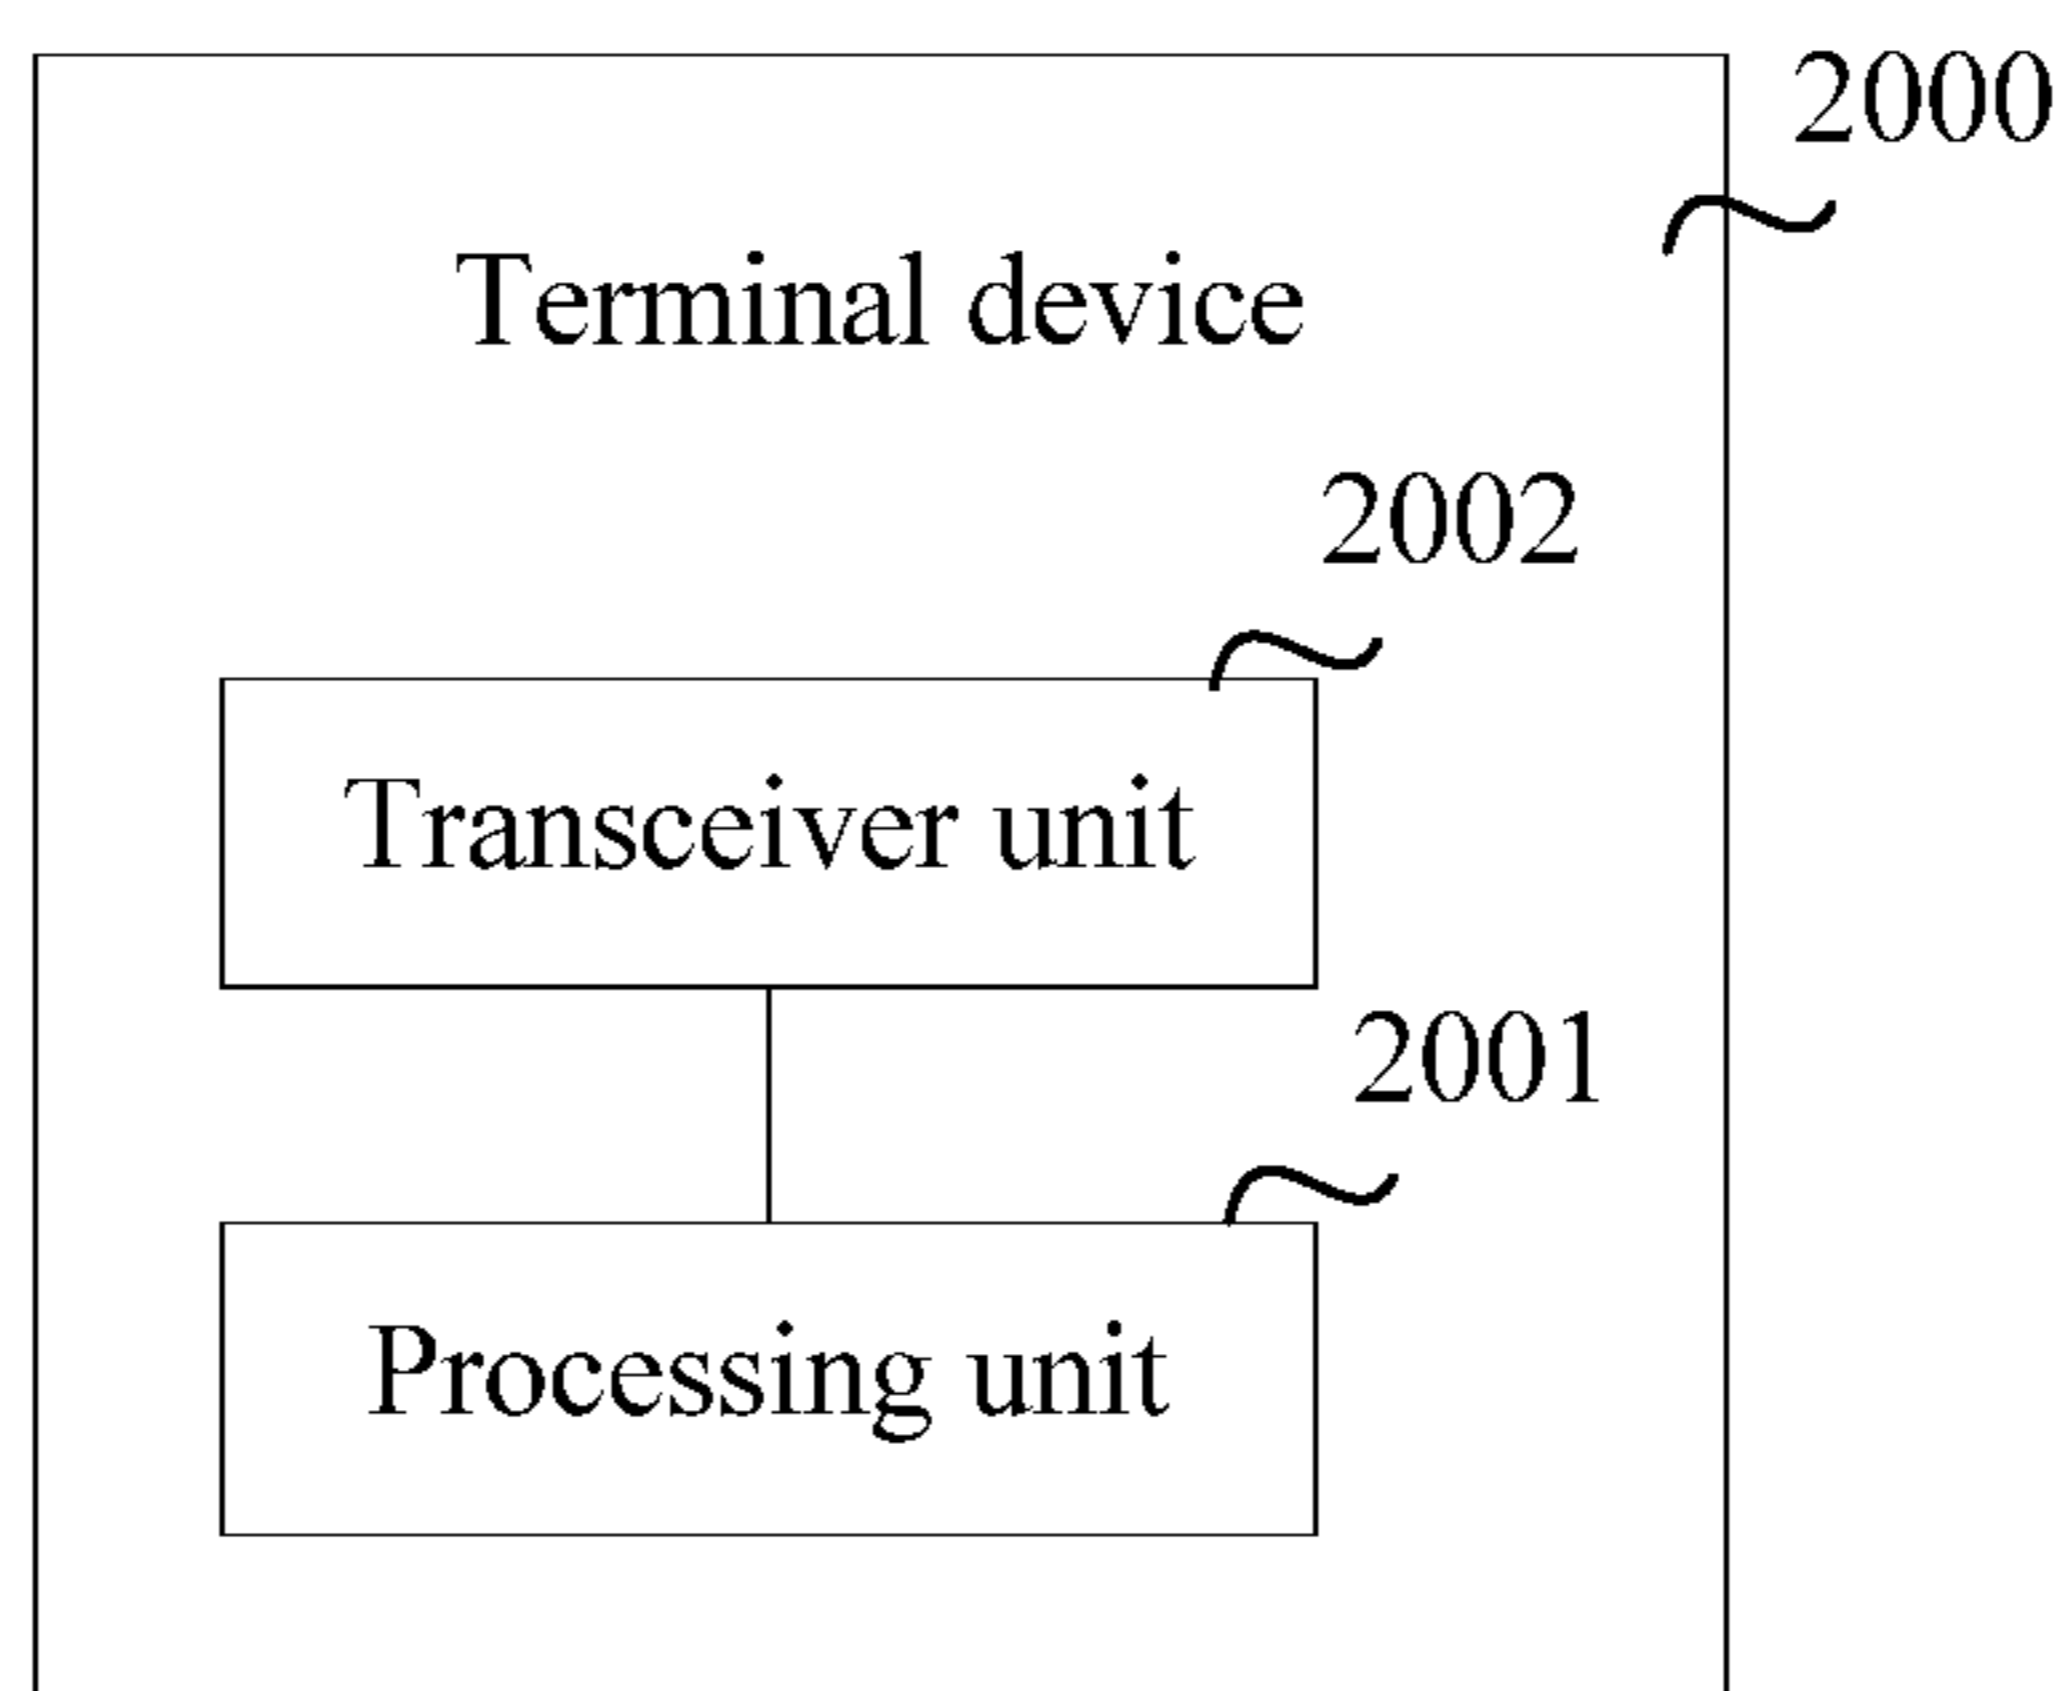 2000
Terminal device
2002
Transceiver unit
2001
Processing unit